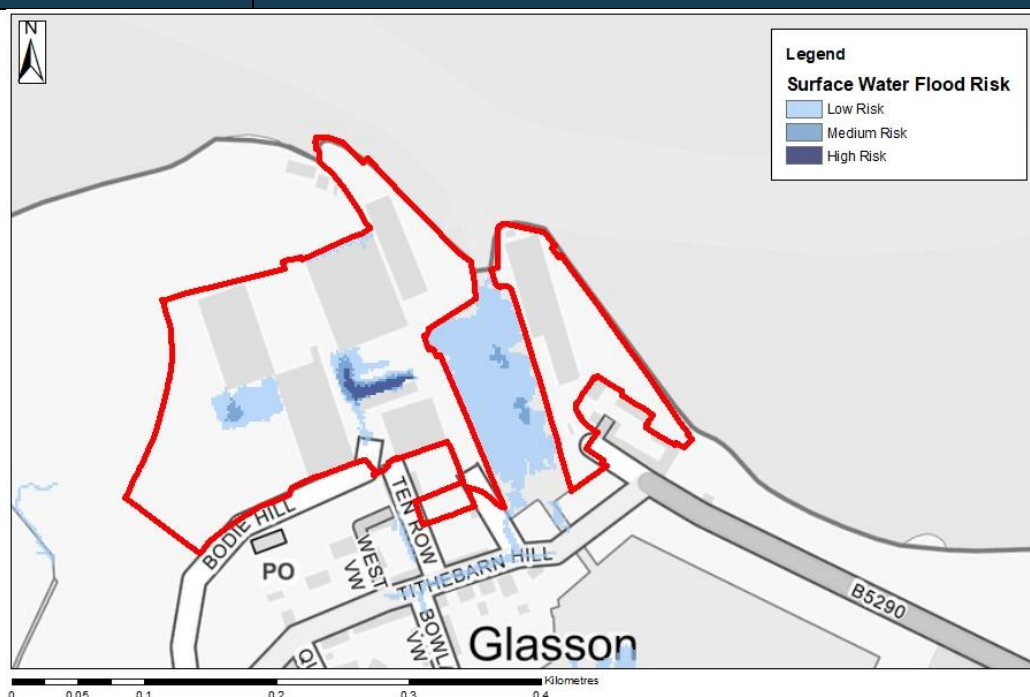 N
Legend
Surface Water Flood Risk
Low Risk
Medium Risk
High Risk
BODIE HILL
TEN ROW
WEST
VW
PO
TITHEBARN HILL
BOWL
VW
QU
B5290
Glasson
Kilometres
0 0.05 0.1 0.2 0.3 0.4